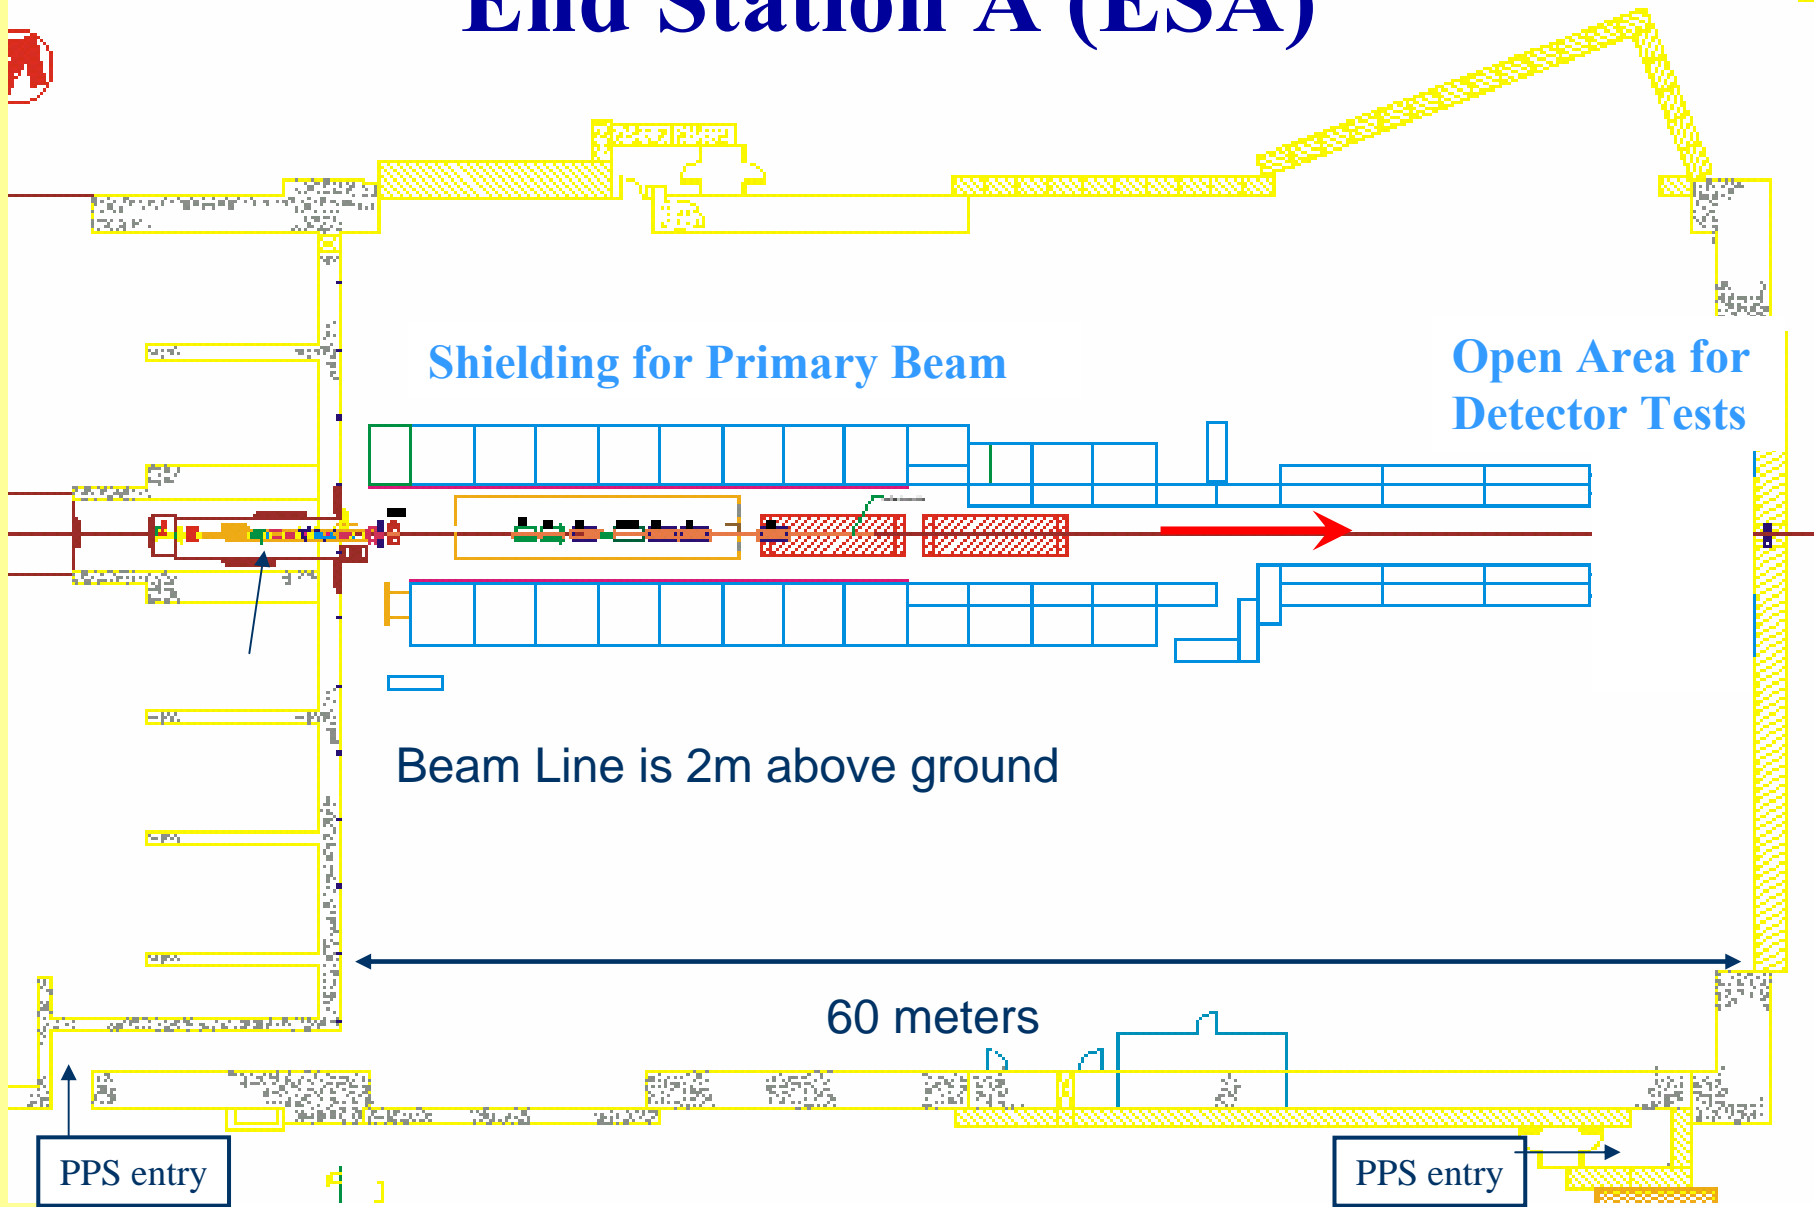 End Station A (ESA)
Shielding for Primary Beam
Open Area for
Detector Tests
Beam Line is 2m above ground
60 meters
PPS entry
PPS entry